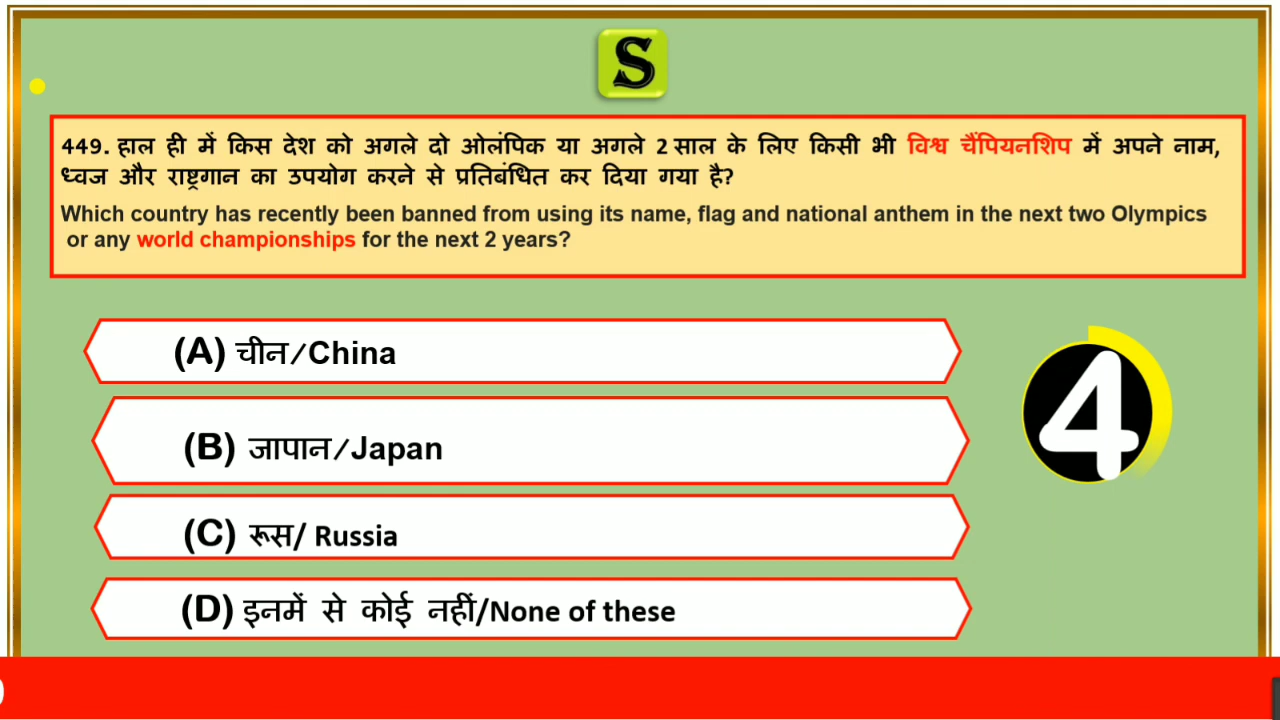 S
449. हाल ही में किस देश को अगले दो ओलंपिक या अगले 2 साल के लिए किसी भी विश्व चैंपियनशिप में अपने नाम,
ध्वज और राष्ट्रगान का उपयोग करने से प्रतिबंधित कर दिया गया है?
Which country has recently been banned from using its name, flag and national anthem in the next two Olympics
or any world championships for the next 2 years?
(A) चीन/China
(B) जापान/Japan
(C) रूस/ Russia
(D) इनमें से कोई नहीं/None of these
4